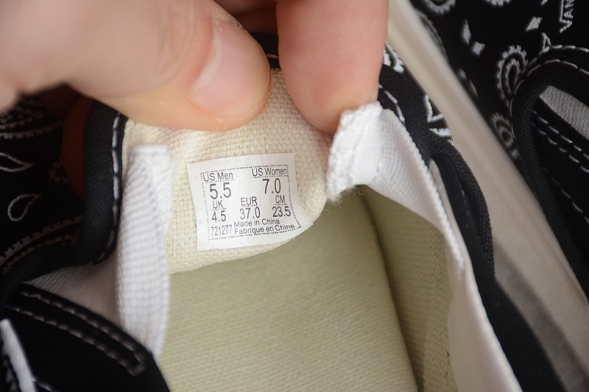 US Men US Women
5.5 7.0
UK EUR CM
4.5 37.0 23.5
721277 Made in China
Fabriqué en Chine
VANS